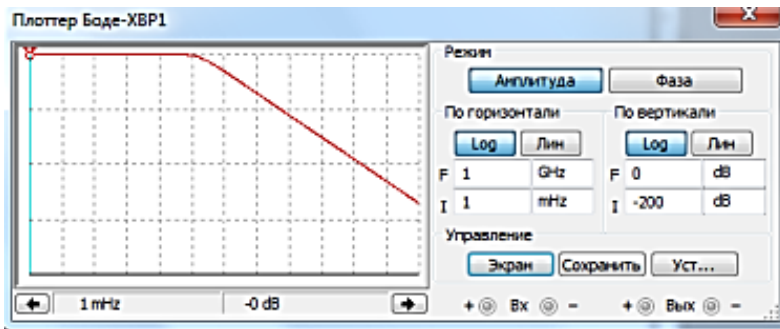 Плоттер Боде-XBP1
X
Режим
Амплитуда Фаза
По горизонтали По вертикали
Log Лин Log Лин
F 1 GHz F 0 dB
I 1 mHz I -200 dB
Управление
Экран Сохранить Уст...
1 mHz -0 dB + Вх - + Вых -